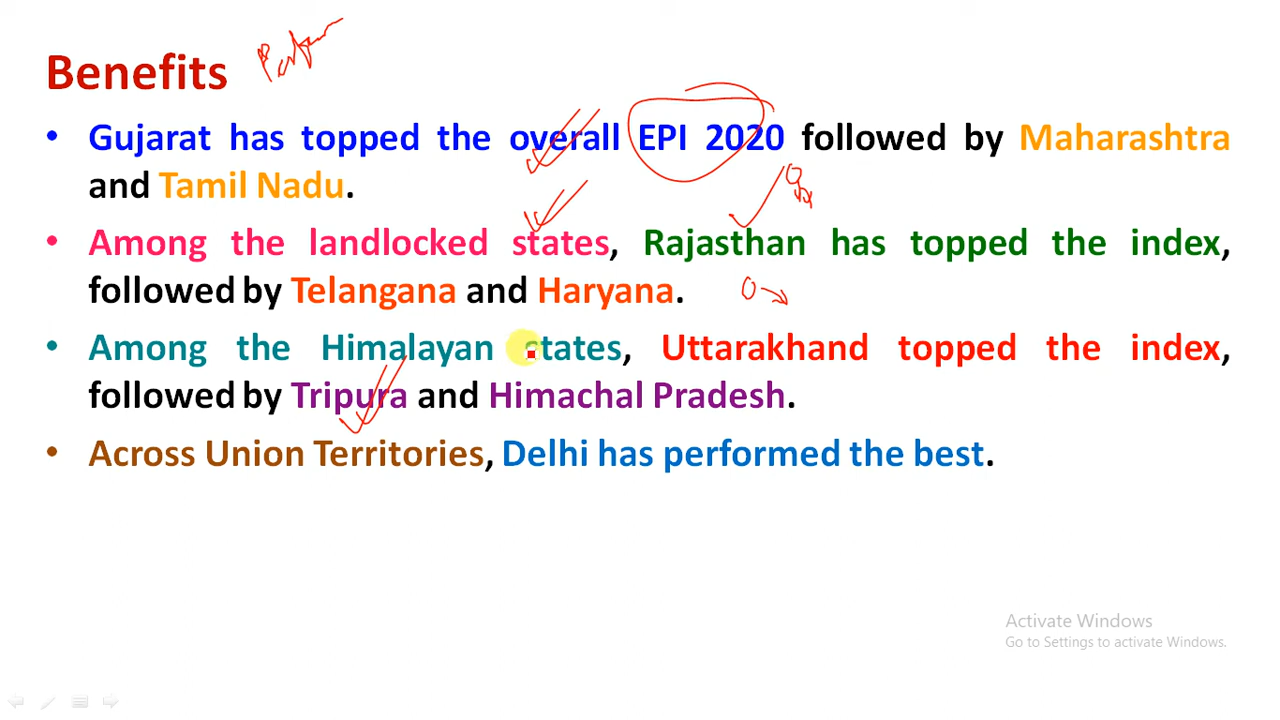 Benefits
• Gujarat has topped the overall EPI 2020 followed by Maharashtra
and Tamil Nadu.
• Among the landlocked states, Rajasthan has topped the index,
followed by Telangana and Haryana.
• Among the Himalayan states, Uttarakhand topped the index,
followed by Tripura and Himachal Pradesh.
• Across Union Territories, Delhi has performed the best.
Activate Windows
Go to Settings to activate Windows.